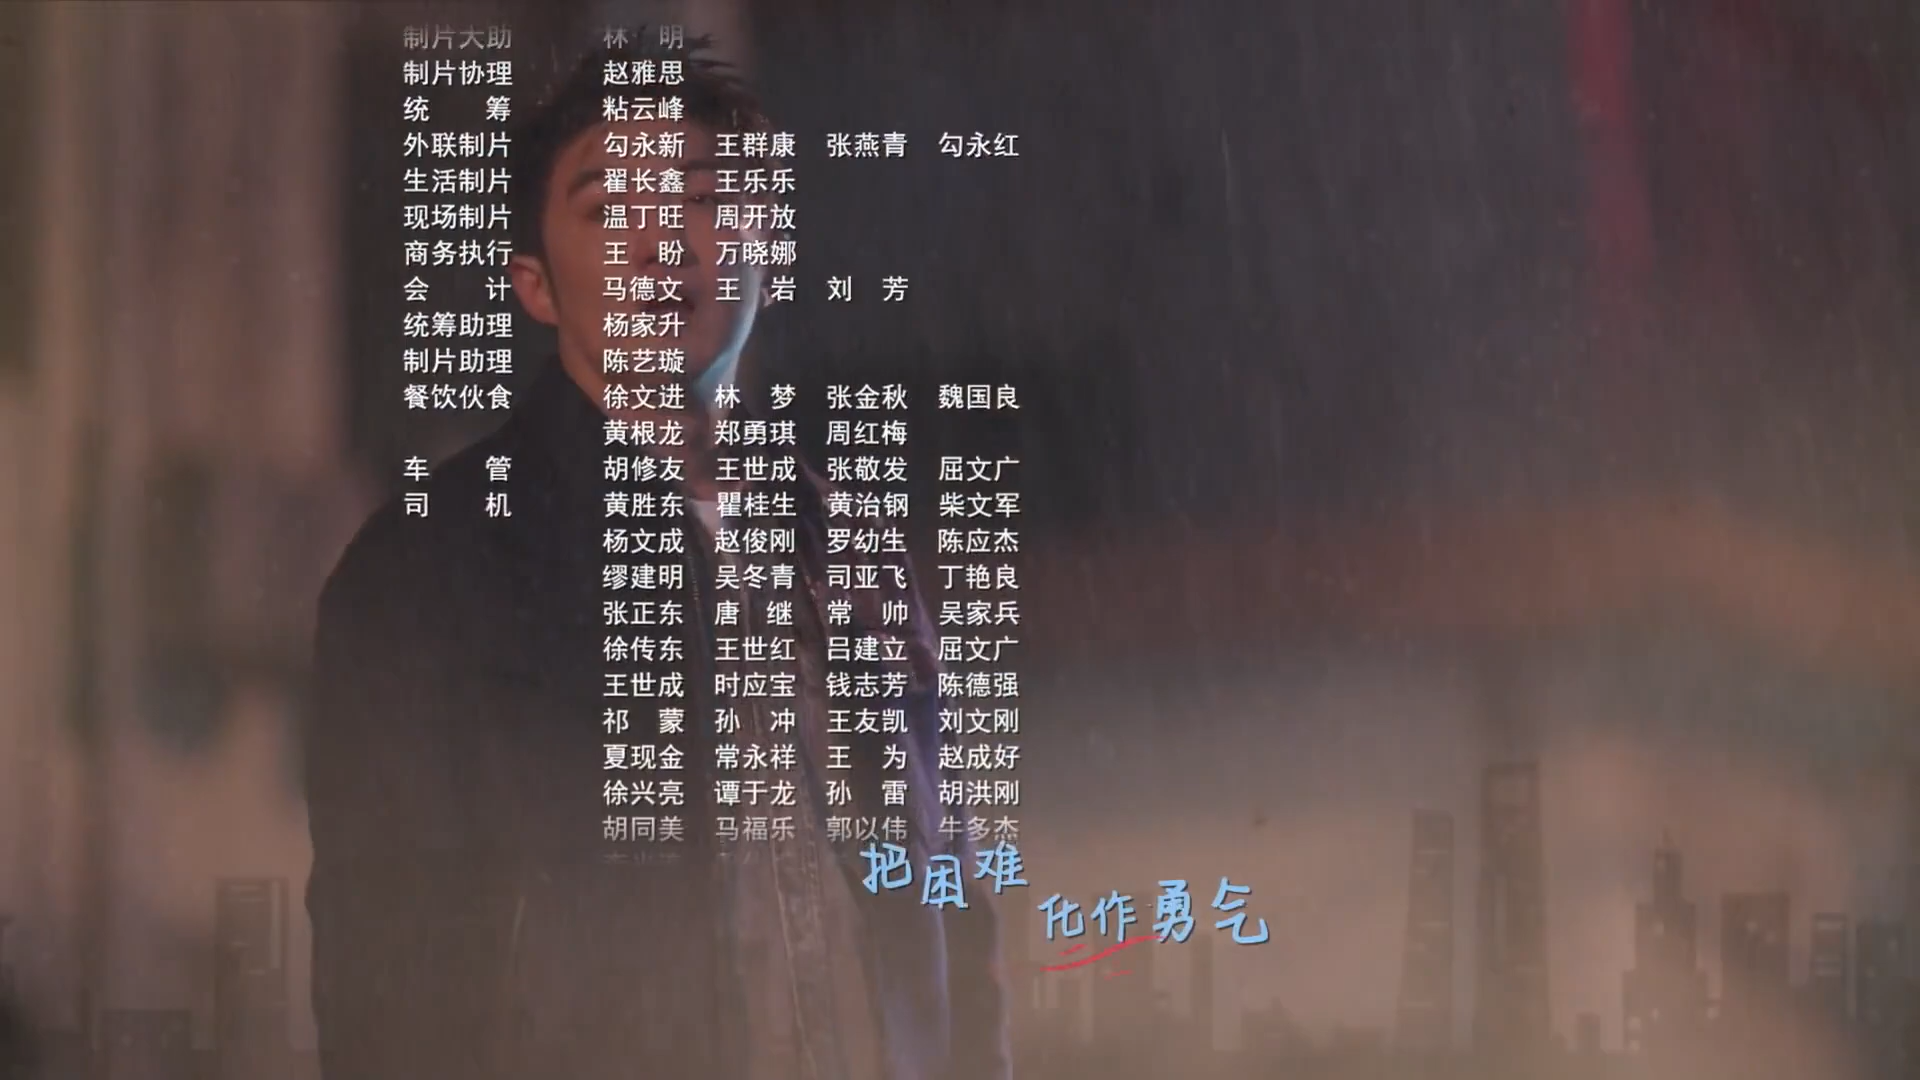 制片大助 林 明
制片协理 赵雅思
统 筹 粘云峰
外联制片 勾永新 王群康 张燕青 勾永红
生活制片 翟长鑫 王乐乐
现场制片 温丁旺 周开放
商务执行 王 盼 万晓娜
会 计 马德文 王 岩 刘 芳
统筹助理 杨家升
制片助理 陈艺璇
餐饮伙食 徐文进 林 梦 张金秋 魏国良
黄根龙 郑勇琪 周红梅
车 管 胡修友 王世成 张敬发 屈文广
司 机 黄胜东 瞿桂生 黄治钢 柴文军
杨文成 赵俊刚 罗幼生 陈应杰
缪建明 吴冬青 司亚飞 丁艳良
张正东 唐 继 常 帅 吴家兵
徐传东 王世红 吕建立 屈文广
王世成 时应宝 钱志芳 陈德强
祁 蒙 孙 冲 王友凯 刘文刚
夏现金 常永祥 王 为 赵成好
徐兴亮 谭于龙 孙 雷 胡洪刚
胡同美 马福乐 郭以伟 牛多杰
把困难
化作勇气